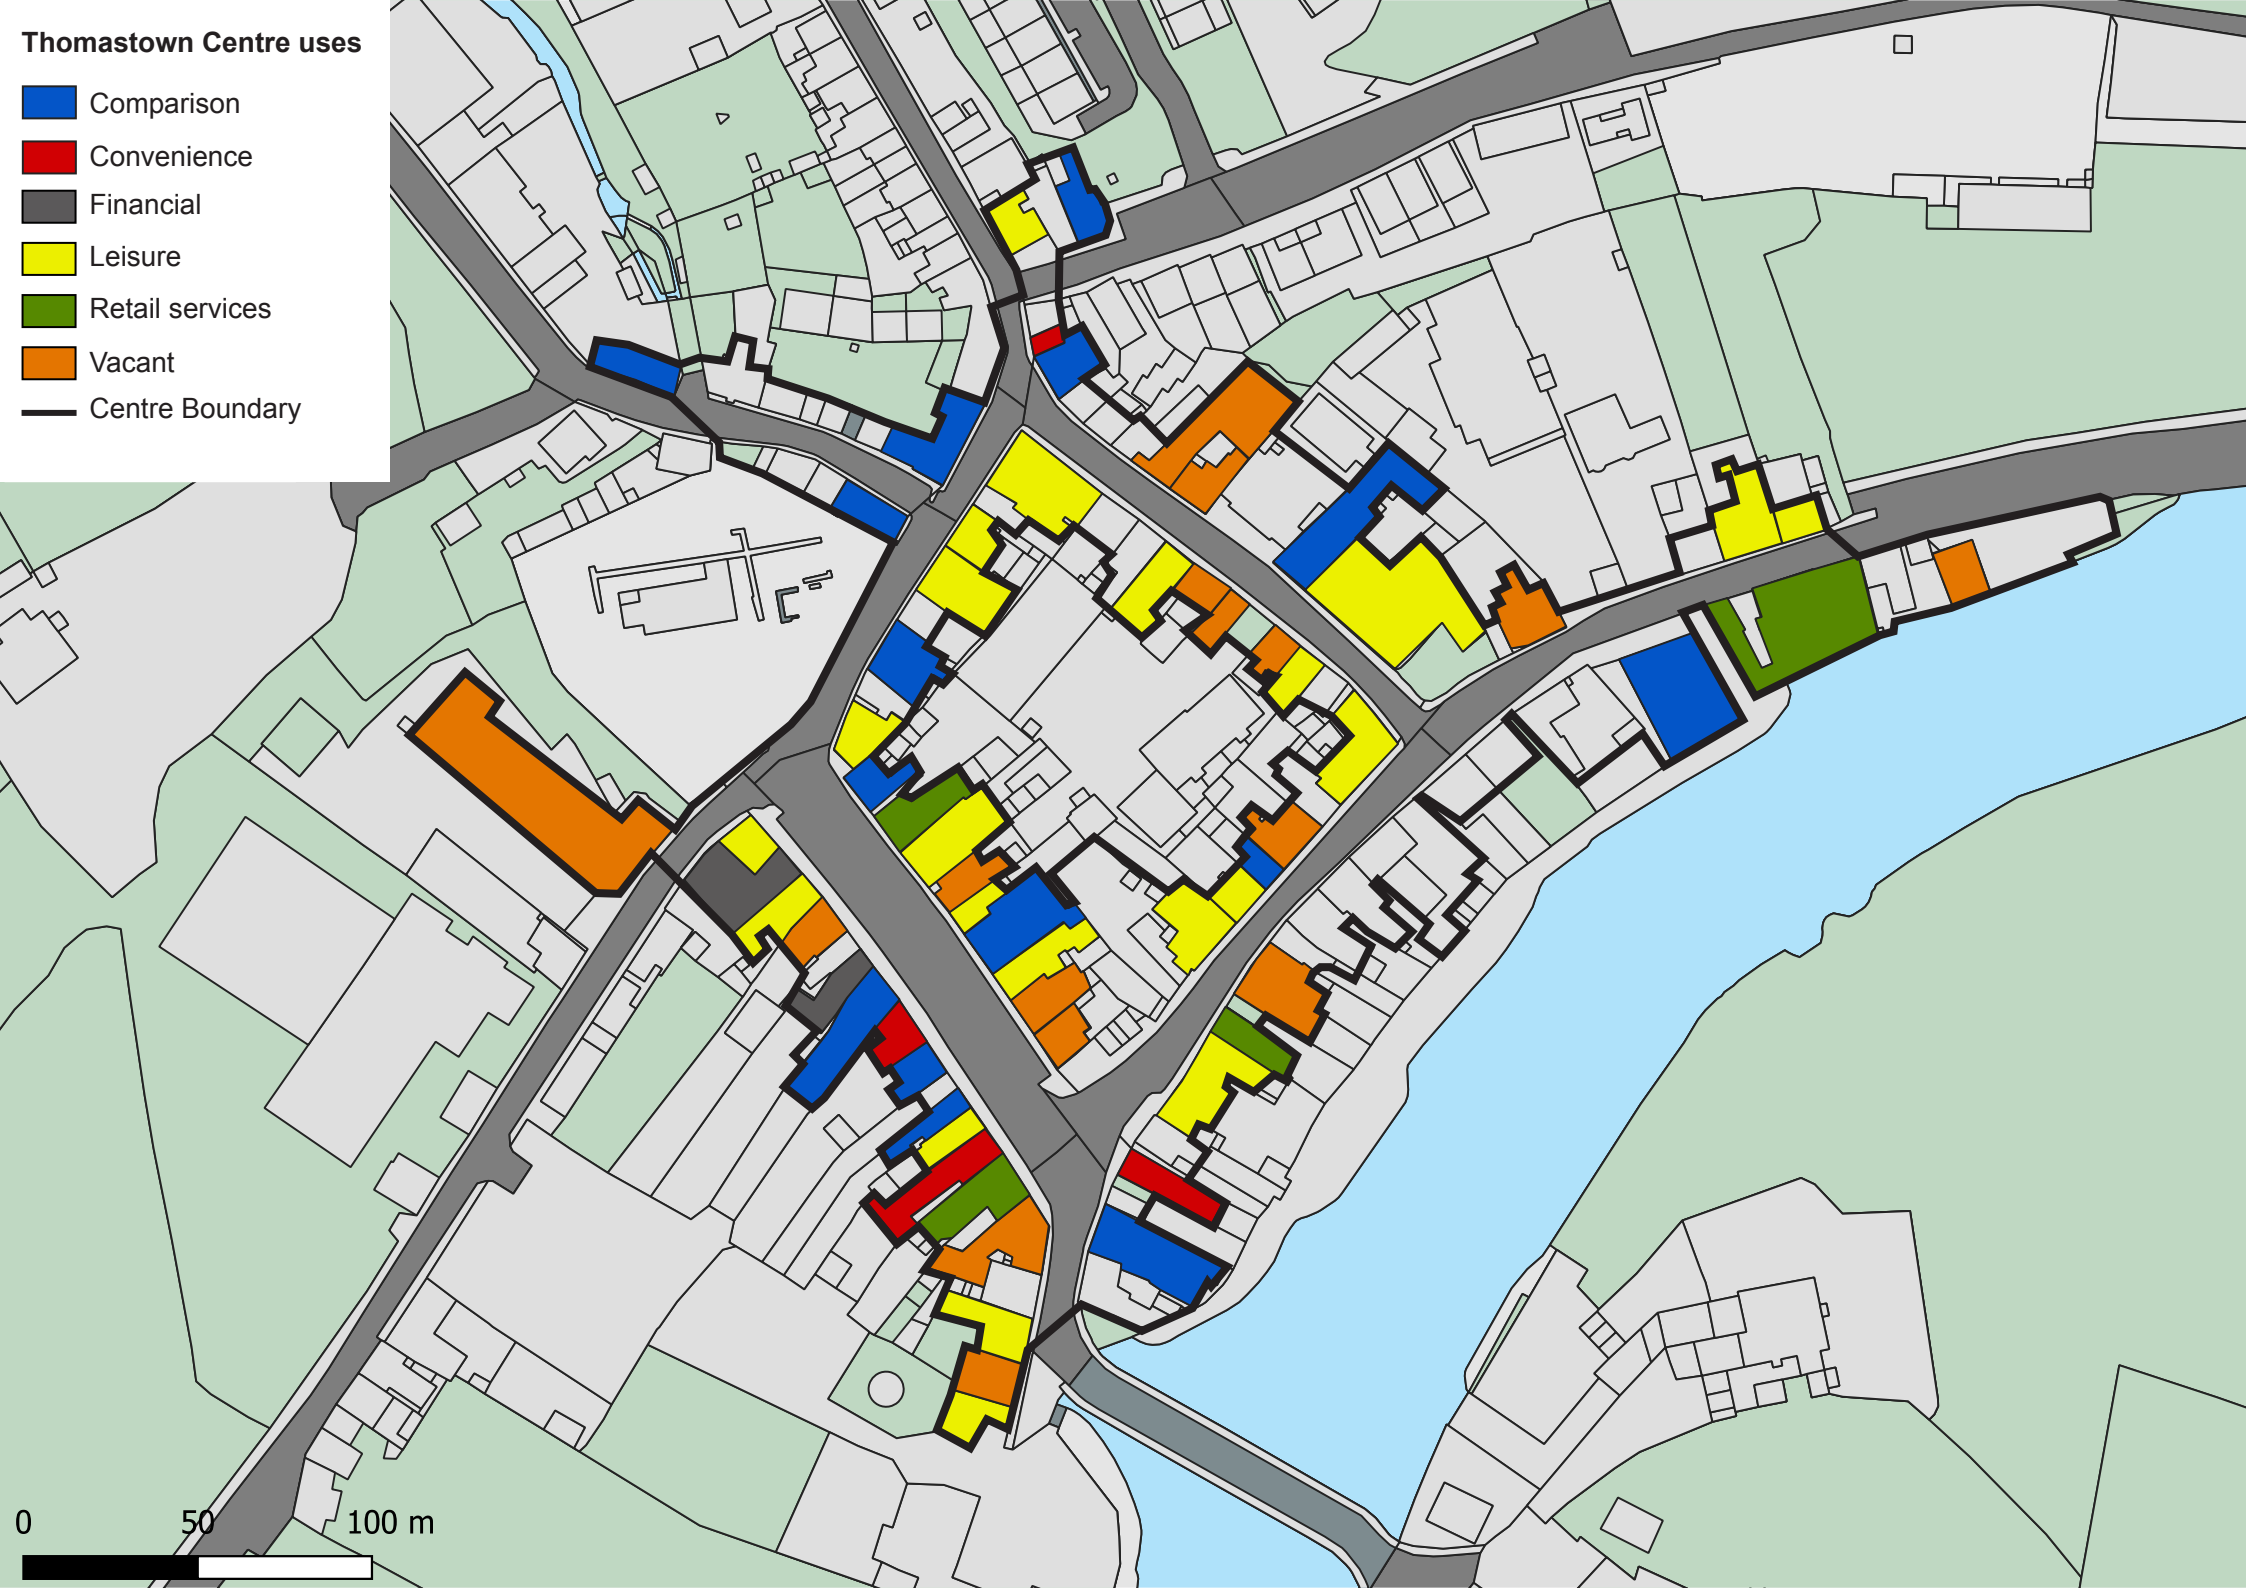 Thomastown Centre uses
Comparison
Convenience
Financial
Leisure
Retail services
Vacant
Centre Boundary
0 50 100 m